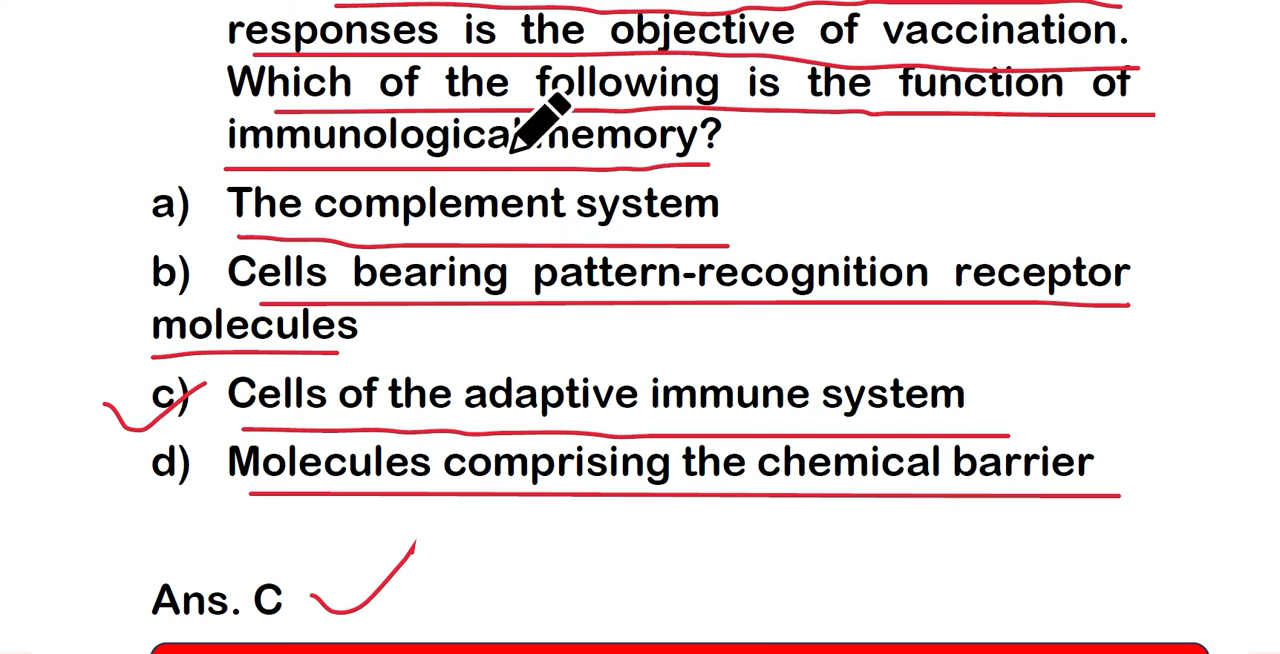 responses is the objective of vaccination.
Which of the following is the function of
immunological memory?
a) The complement system
b) Cells bearing pattern-recognition receptor
molecules
c) Cells of the adaptive immune system
d) Molecules comprising the chemical barrier
Ans. C